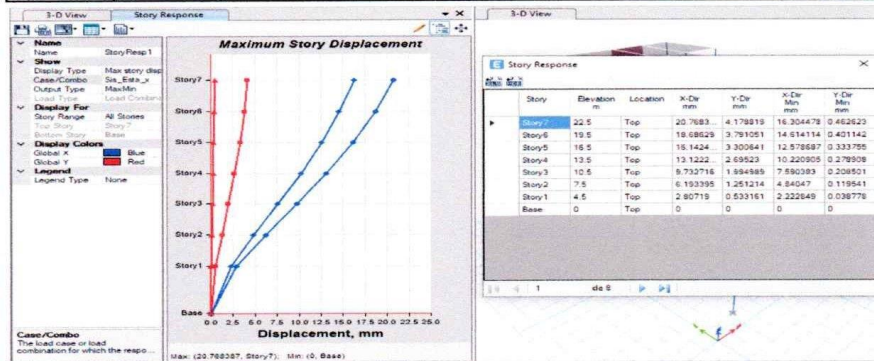 3-D View
Story Response
Name
Name StoryResp1
Show
Display Type Max story disp
Case/Combo Sis_Esta_x
Output Type MaxMin
Load Type Load Combina
Display For
Story Range All Stories
Top Story Story7
Bottom Story Base
Display Colors
Global X Blue
Global Y Red
Legend
Legend Type None
Case/Combo
The load case or load
combination for which the respo...
Maximum Story Displacement
Story7
Story6
Story5
Story4
Story3
Story2
Story1
Base
0.0 2.5 5.0 7.5 10.0 12.5 15.0 17.5 20.0 22.5 25.0
Displacement, mm
Max: (20.768387, Story7); Min: (0, Base)
3-D View
Story Response
Story Elevation m Location X-Dir mm Y-Dir mm X-Dir Min mm Y-Dir Min mm
Story7 22.5 Top 20.7683... 4.178819 16.304478 0.462623
Story6 19.5 Top 18.68629 3.791051 14.614114 0.401142
Story5 16.5 Top 16.1424... 3.300641 12.578687 0.333755
Story4 13.5 Top 13.1222... 2.69523 10.220905 0.279908
Story3 10.5 Top 9.732716 1.994989 7.590383 0.208501
Story2 7.5 Top 6.193395 1.251214 4.84047 0.119541
Story1 4.5 Top 2.80719 0.533161 2.222649 0.038778
Base 0 Top 0 0 0 0
1 de 8